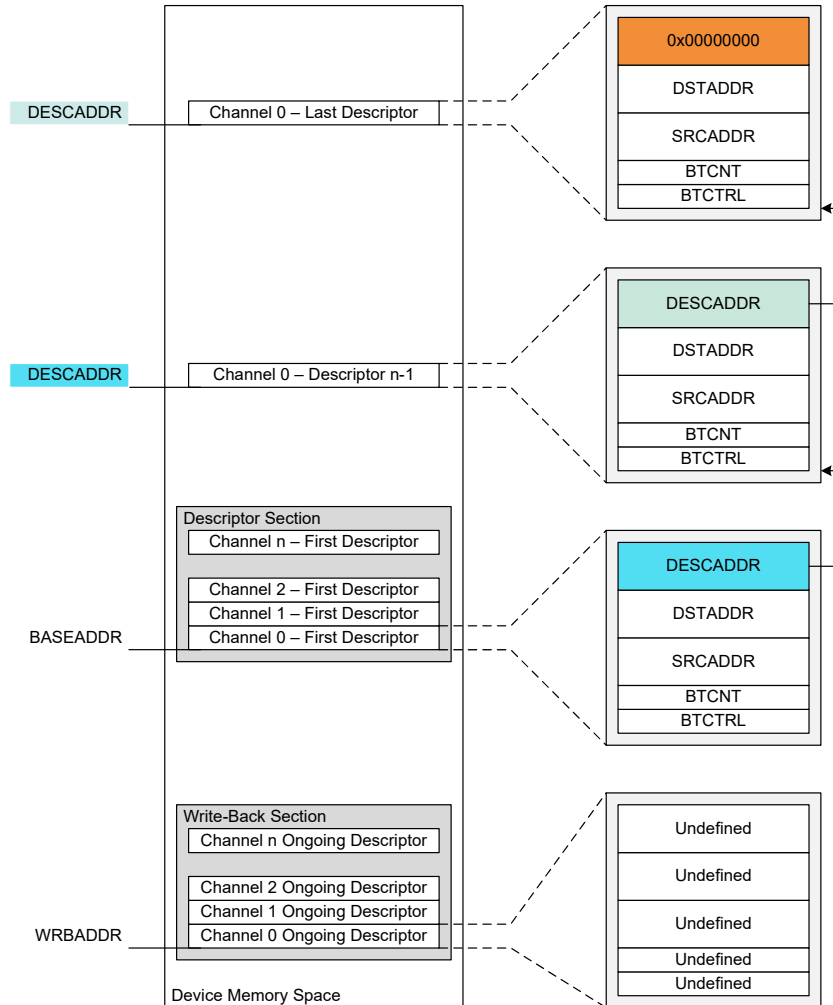 0x00000000
DSTADDR
DESCADDR
Channel 0 – Last Descriptor
SRCADDR
BTCNT
BTCTRL
DESCADDR
DSTADDR
DESCADDR
Channel 0 – Descriptor n-1
SRCADDR
BTCNT
BTCTRL
Descriptor Section
Channel n – First Descriptor
DESCADDR
Channel 2 – First Descriptor
Channel 1 – First Descriptor
DSTADDR
BASEADDR
Channel 0 – First Descriptor
SRCADDR
BTCNT
BTCTRL
Write-Back Section
Channel n Ongoing Descriptor
Undefined
Channel 2 Ongoing Descriptor
Undefined
Channel 1 Ongoing Descriptor
Undefined
WRBADDR
Channel 0 Ongoing Descriptor
Undefined
Undefined
Device Memory Space